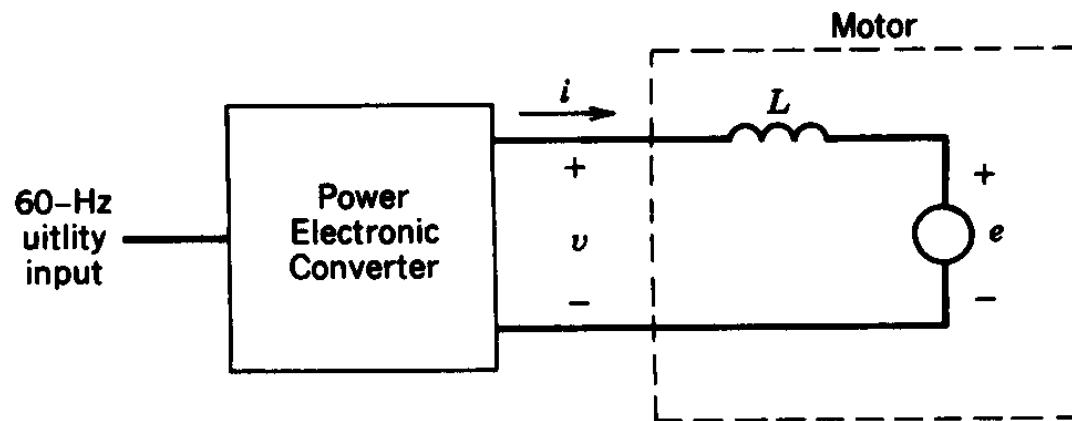 Motor
i
L
60-Hz
uitlity
input
Power
Electronic
Converter
+
υ
−
+
e
−